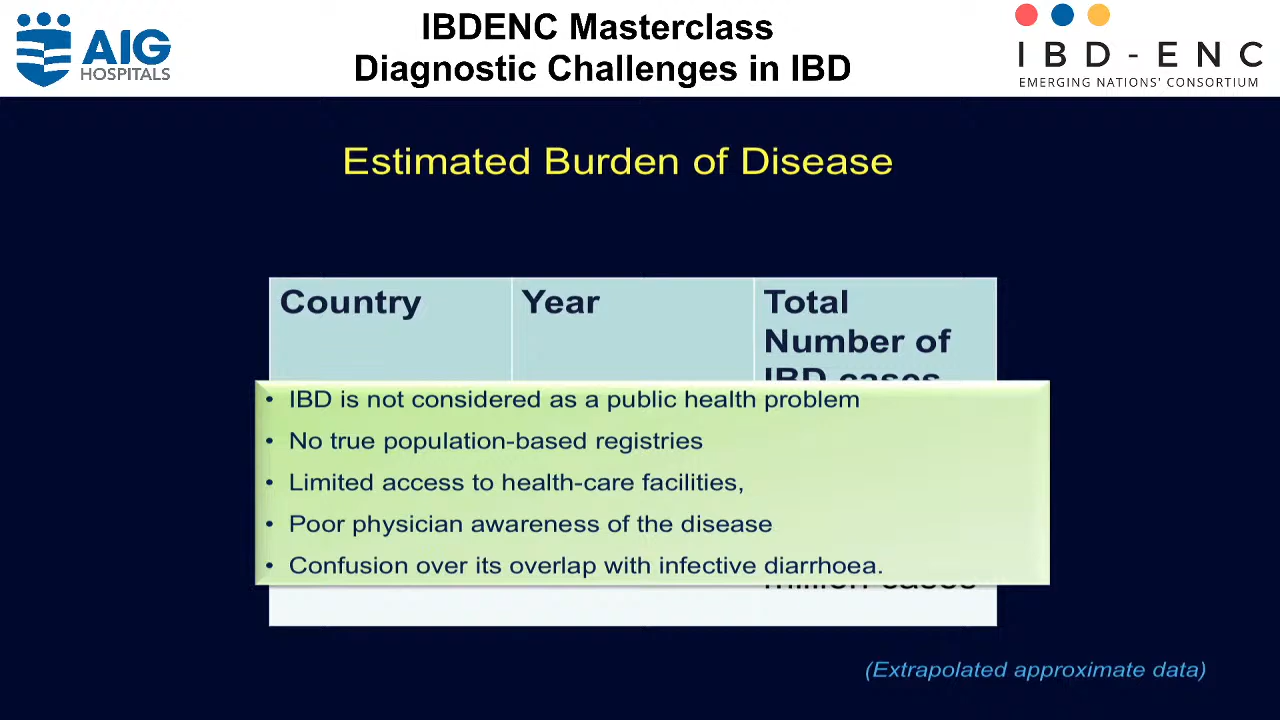 AIG
HOSPITALS
IBDENC Masterclass
Diagnostic Challenges in IBD
IBD-ENC
EMERGING NATIONS' CONSORTIUM
Estimated Burden of Disease
Country
Year
Total
Number of
IBD cases
• IBD is not considered as a public health problem
• No true population-based registries
• Limited access to health-care facilities,
• Poor physician awareness of the disease
• Confusion over its overlap with infective diarrhoea.
million cases
(Extrapolated approximate data)